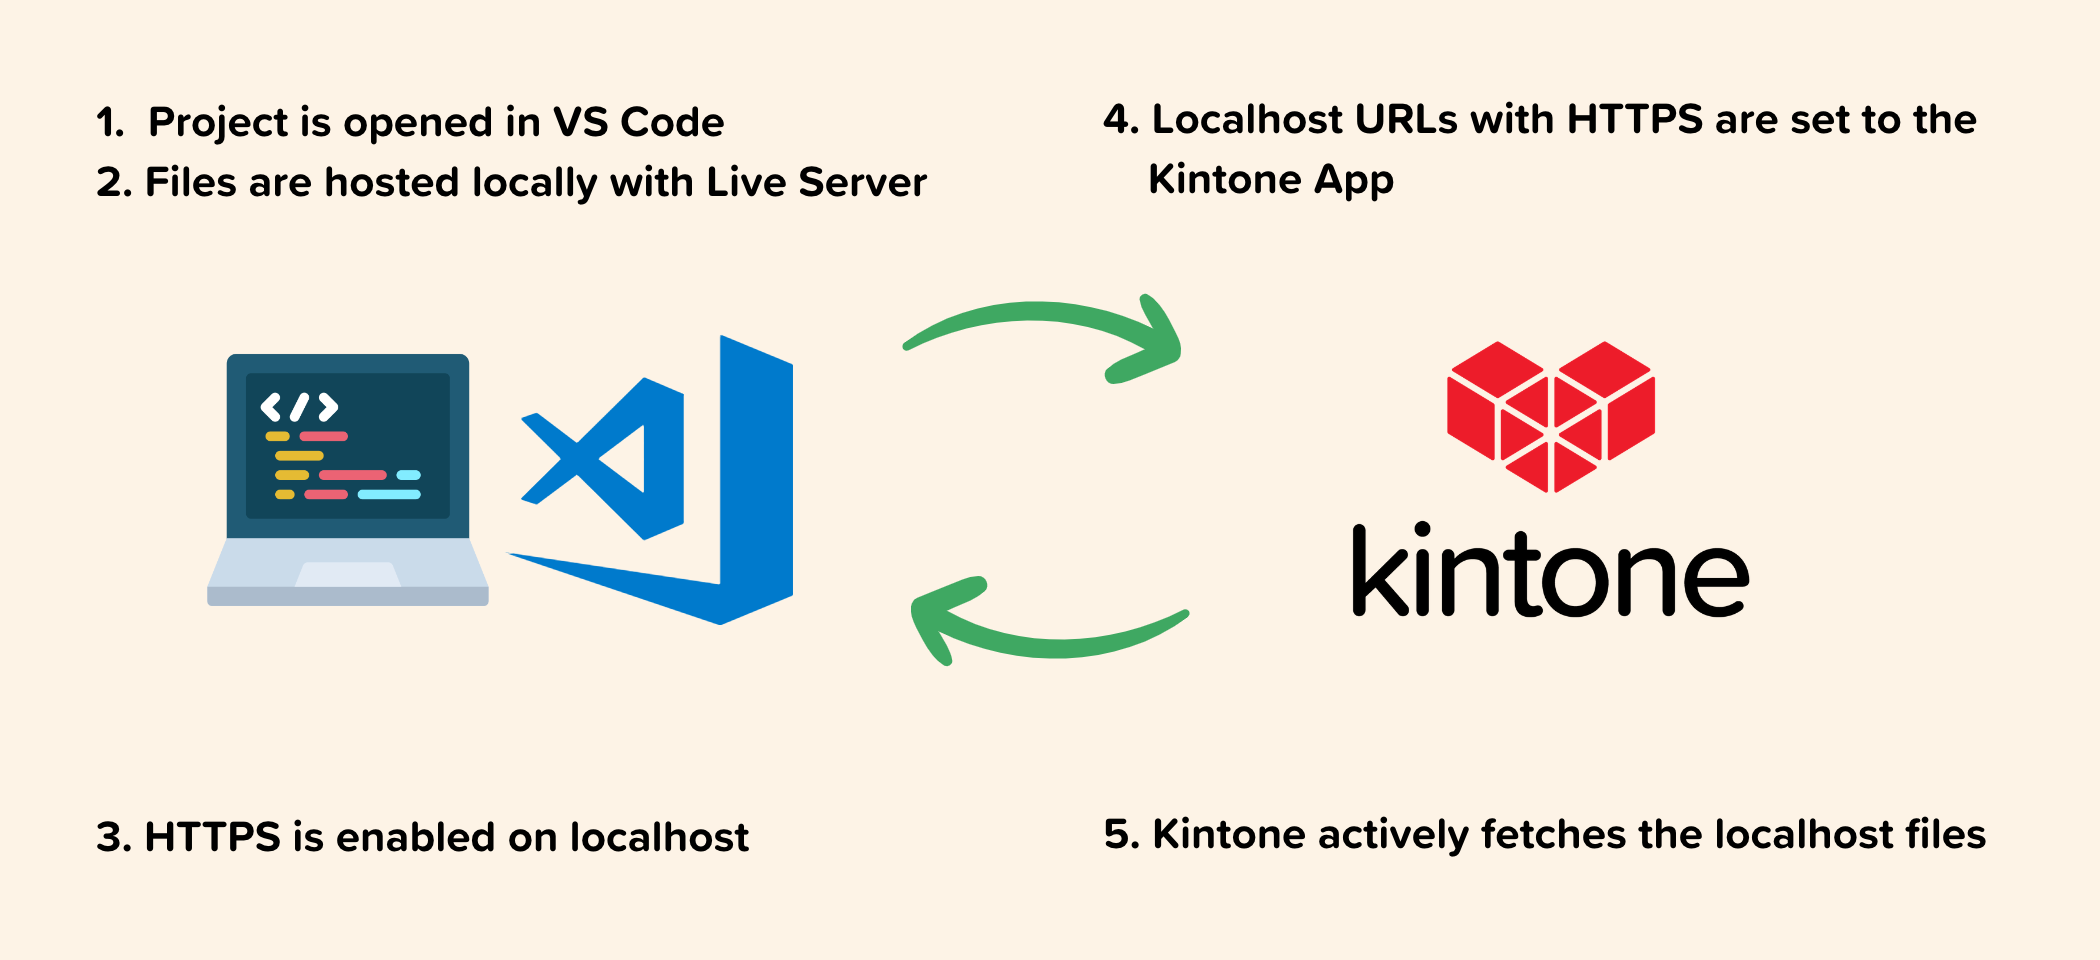 1. Project is opened in VS Code
2. Files are hosted locally with Live Server
</>
3. HTTPS is enabled on localhost
4. Localhost URLs with HTTPS are set to the
Kintone App
kintone
5. Kintone actively fetches the localhost files